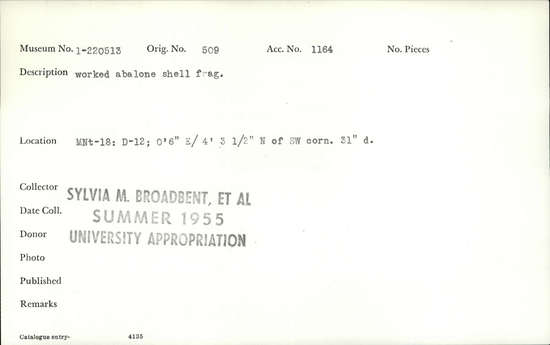 Museum No. 1-220513 Orig. No. 509 Acc. No. 1164 No. Pieces
Description worked abalone shell frag.
Location MNt-18: D-12; 0'6" E/ 4' 3 1/2" N of SW corn. 31" d.
Collector SYLVIA M. BROADBENT, ET AL
Date Coll. SUMMER 1955
Donor UNIVERSITY APPROPRIATION
Photo
Published
Remarks
Catalogue entry- 4135